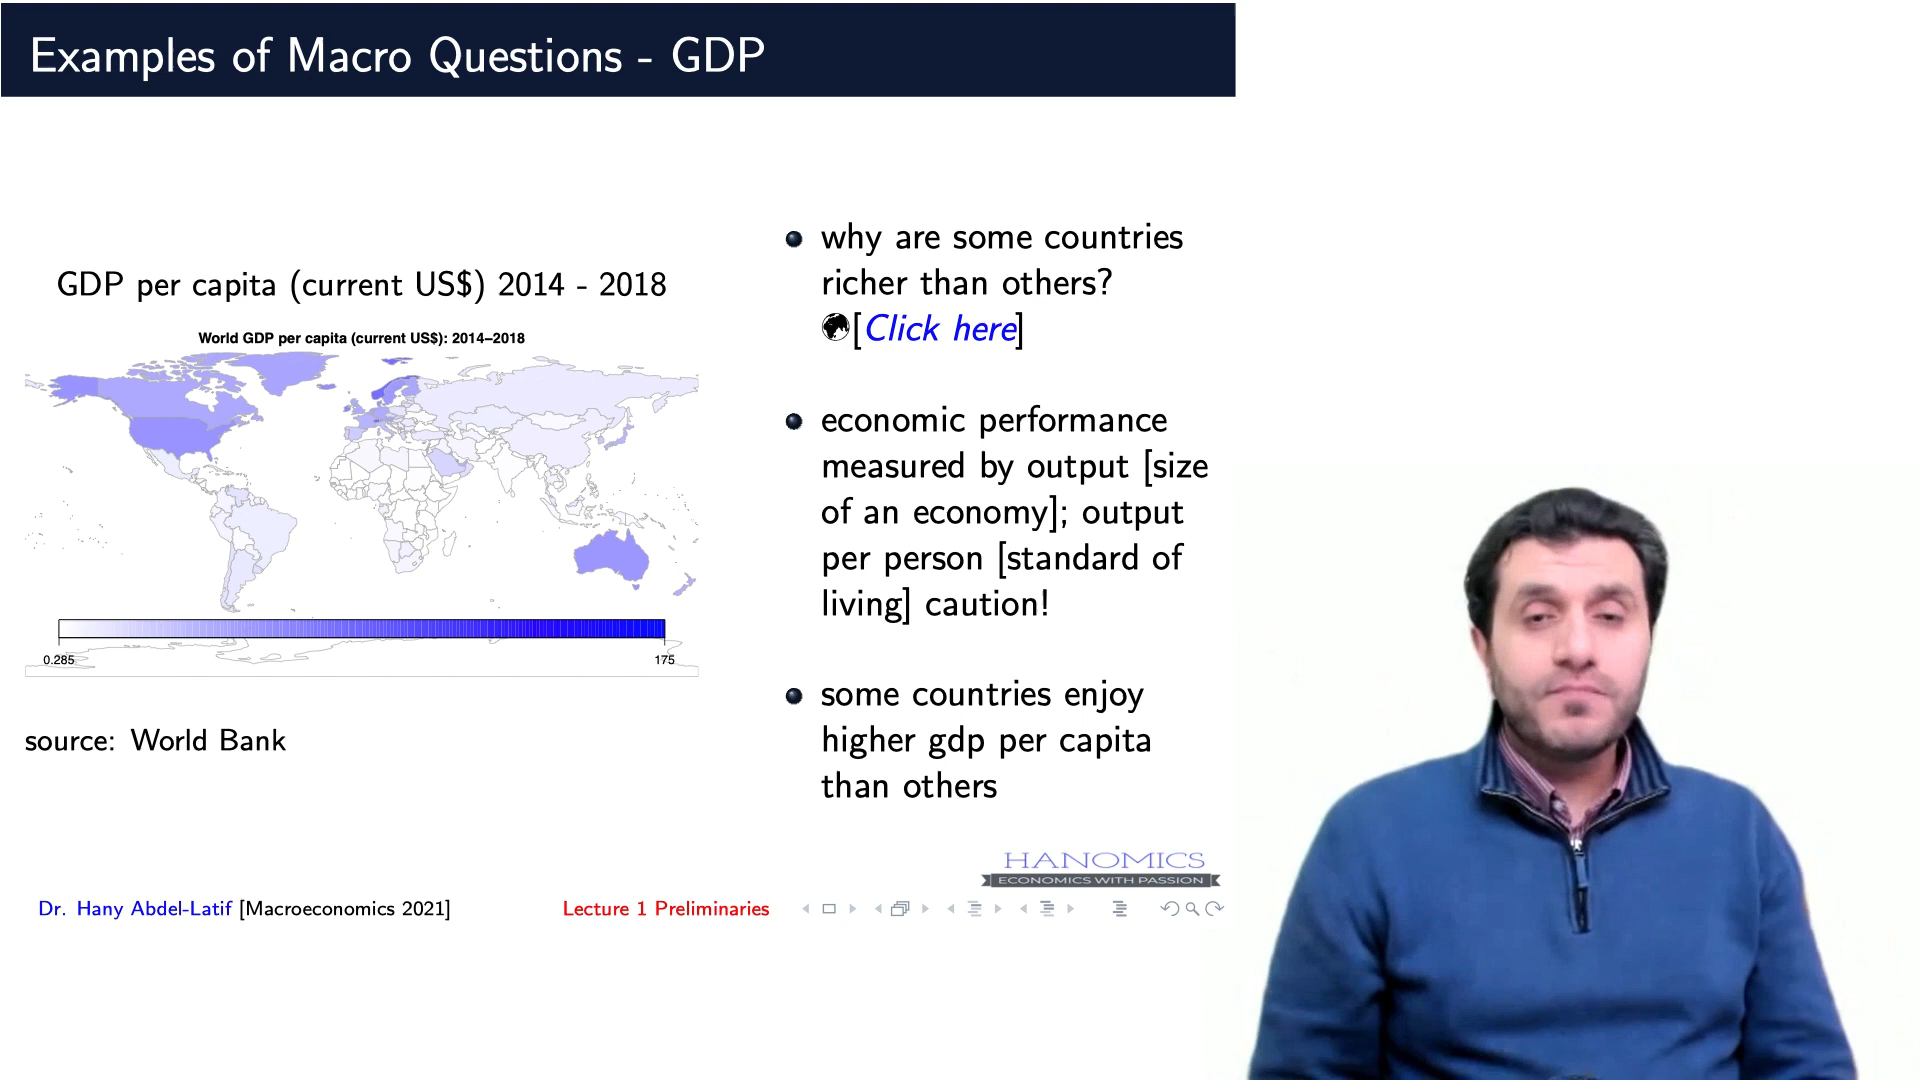 Examples of Macro Questions - GDP
GDP per capita (current US$) 2014 - 2018
World GDP per capita (current US$): 2014–2018
0.285
175
source: World Bank
why are some countries
richer than others?
[Click here]
economic performance
measured by output [size
of an economy]; output
per person [standard of
living] caution!
some countries enjoy
higher gdp per capita
than others
HANOMICS
ECONOMICS WITH PASSION
Dr. Hany Abdel-Latif [Macroeconomics 2021]
Lecture 1 Preliminaries